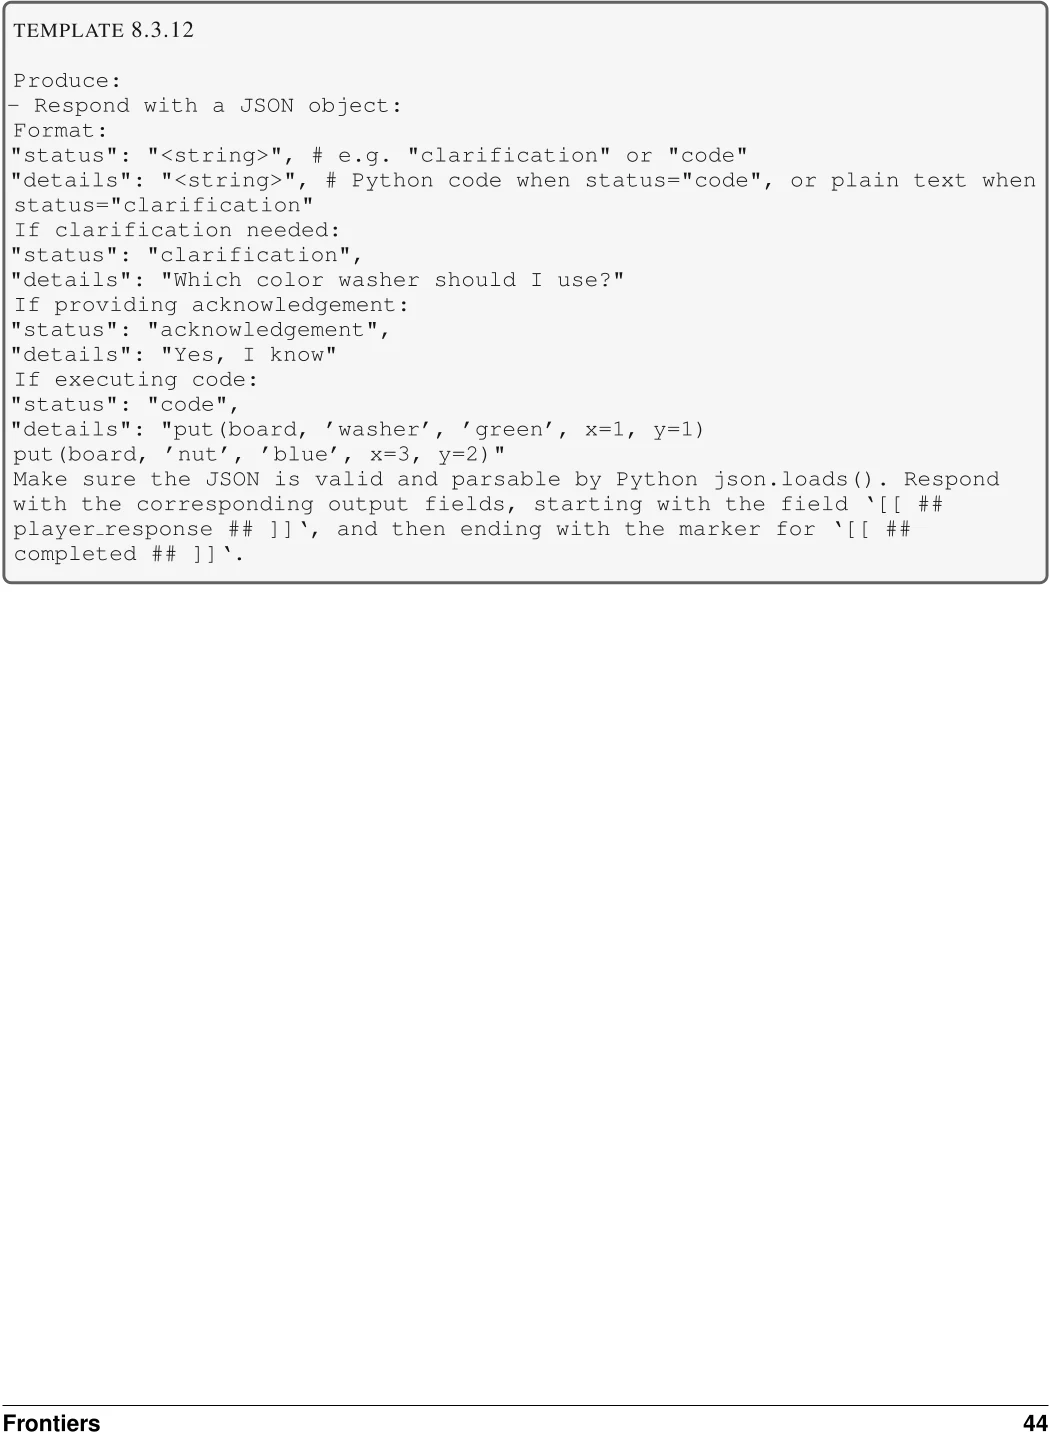 TEMPLATE 8.3.12
Produce:
- Respond with a JSON object:
Format:
"status": "<string>", # e.g. "clarification" or "code"
"details": "<string>", # Python code when status="code", or plain text when
status="clarification"
If clarification needed:
"status": "clarification",
"details": "Which color washer should I use?"
If providing acknowledgement:
"status": "acknowledgement",
"details": "Yes, I know"
If executing code:
"status": "code",
"details": "put(board, ’washer’, ’green’, x=1, y=1)
put(board, ’nut’, ’blue’, x=3, y=2)"
Make sure the JSON is valid and parsable by Python json.loads(). Respond
with the corresponding output fields, starting with the field ‘[[ ##
player_response ## ]]‘, and then ending with the marker for ‘[[ ##
completed ## ]]‘.
Frontiers 44